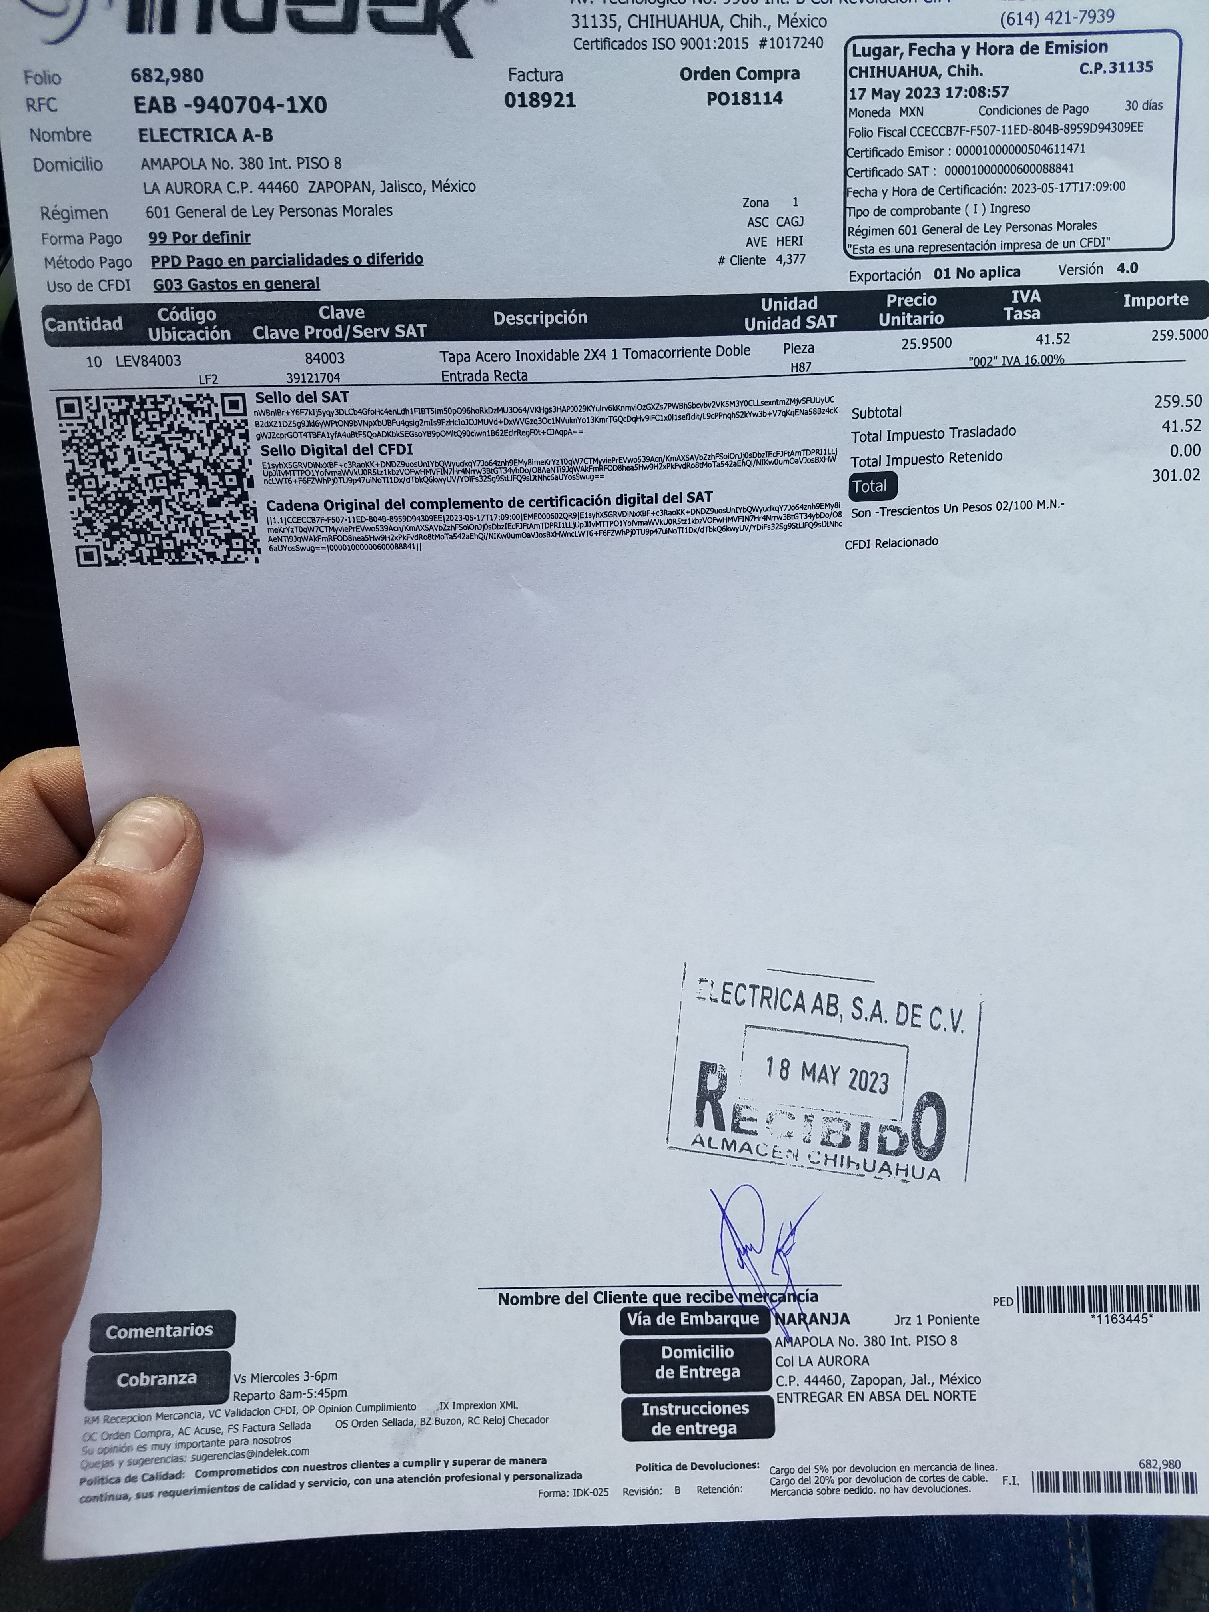 indelek
31135, CHIHUAHUA, Chih., México
(614) 421-7939
Certificados ISO 9001:2015 #1017240
Folio 682,980
RFC EAB -940704-1X0
Nombre ELECTRICA A-B
Domicilio AMAPOLA No. 380 Int. PISO 8
LA AURORA C.P. 44460 ZAPOPAN, Jalisco, México
Régimen 601 General de Ley Personas Morales
Forma Pago 99 Por definir
Método Pago PPD Pago en parcialidades o diferido
Uso de CFDI G03 Gastos en general
Factura
018921
Orden Compra
PO18114
Zona 1
ASC CAGJ
AVE HERI
# Cliente 4,377
Lugar, Fecha y Hora de Emision
CHIHUAHUA, Chih. C.P.31135
17 May 2023 17:08:57
Moneda MXN Condiciones de Pago 30 días
Folio Fiscal CCECCB7F-F507-11ED-804B-8959D94309EE
Certificado Emisor : 00001000000504611471
Certificado SAT : 00001000000600088841
Fecha y Hora de Certificación: 2023-05-17T17:09:00
Tipo de comprobante ( I ) Ingreso
Régimen 601 General de Ley Personas Morales
"Esta es una representación impresa de un CFDI"
Exportación 01 No aplica Versión 4.0
Cantidad Código Ubicación Clave Clave Prod/Serv SAT Descripción Unidad Unidad SAT Precio Unitario IVA Tasa Importe
10 LEV84003 84003 Tapa Acero Inoxidable 2X4 1 Tomacorriente Doble Pieza 25.9500 41.52 259.5000
LF2 39121704 Entrada Recta H87 "002" IVA 16.00%
Sello del SAT
Sello Digital del CFDI
Cadena Original del complemento de certificación digital del SAT
Subtotal 259.50
Total Impuesto Trasladado 41.52
Total Impuesto Retenido 0.00
Total 301.02
Son -Trescientos Un Pesos 02/100 M.N.-
CFDI Relacionado
ELECTRICA AB, S.A. DE C.V.
18 MAY 2023
RECIBIDO
ALMACEN CHIHUAHUA
Nombre del Cliente que recibe mercancía
PED *1163445*
Comentarios
Cobranza Vs Miercoles 3-6pm
Reparto 8am-5:45pm
Vía de Embarque NARANJA Jrz 1 Poniente
Domicilio de Entrega AMAPOLA No. 380 Int. PISO 8
Col LA AURORA
C.P. 44460, Zapopan, Jal., México
Instrucciones de entrega ENTREGAR EN ABSA DEL NORTE
RM Recepcion Mercancia, VC Validacion CFDI, OP Opinion Cumplimiento IX Impresion XML
OC Orden Compra, AC Acuse, FS Factura Sellada OS Orden Sellada, BZ Buzon, RC Reloj Checador
Su opinión es muy importante para nosotros
Quejas y sugerencias: sugerencias@indelek.com
Política de Calidad: Comprometidos con nuestros clientes a cumplir y superar de manera
continua, sus requerimientos de calidad y servicio, con una atención profesional y personalizada
Forma: IDK-025 Revisión: B Retención:
Politica de Devoluciones: Cargo del 5% por devolucion en mercancia de linea.
Cargo del 20% por devolucion de cortes de cable.
Mercancia sobre pedido, no hay devoluciones.
F.I. 682,980